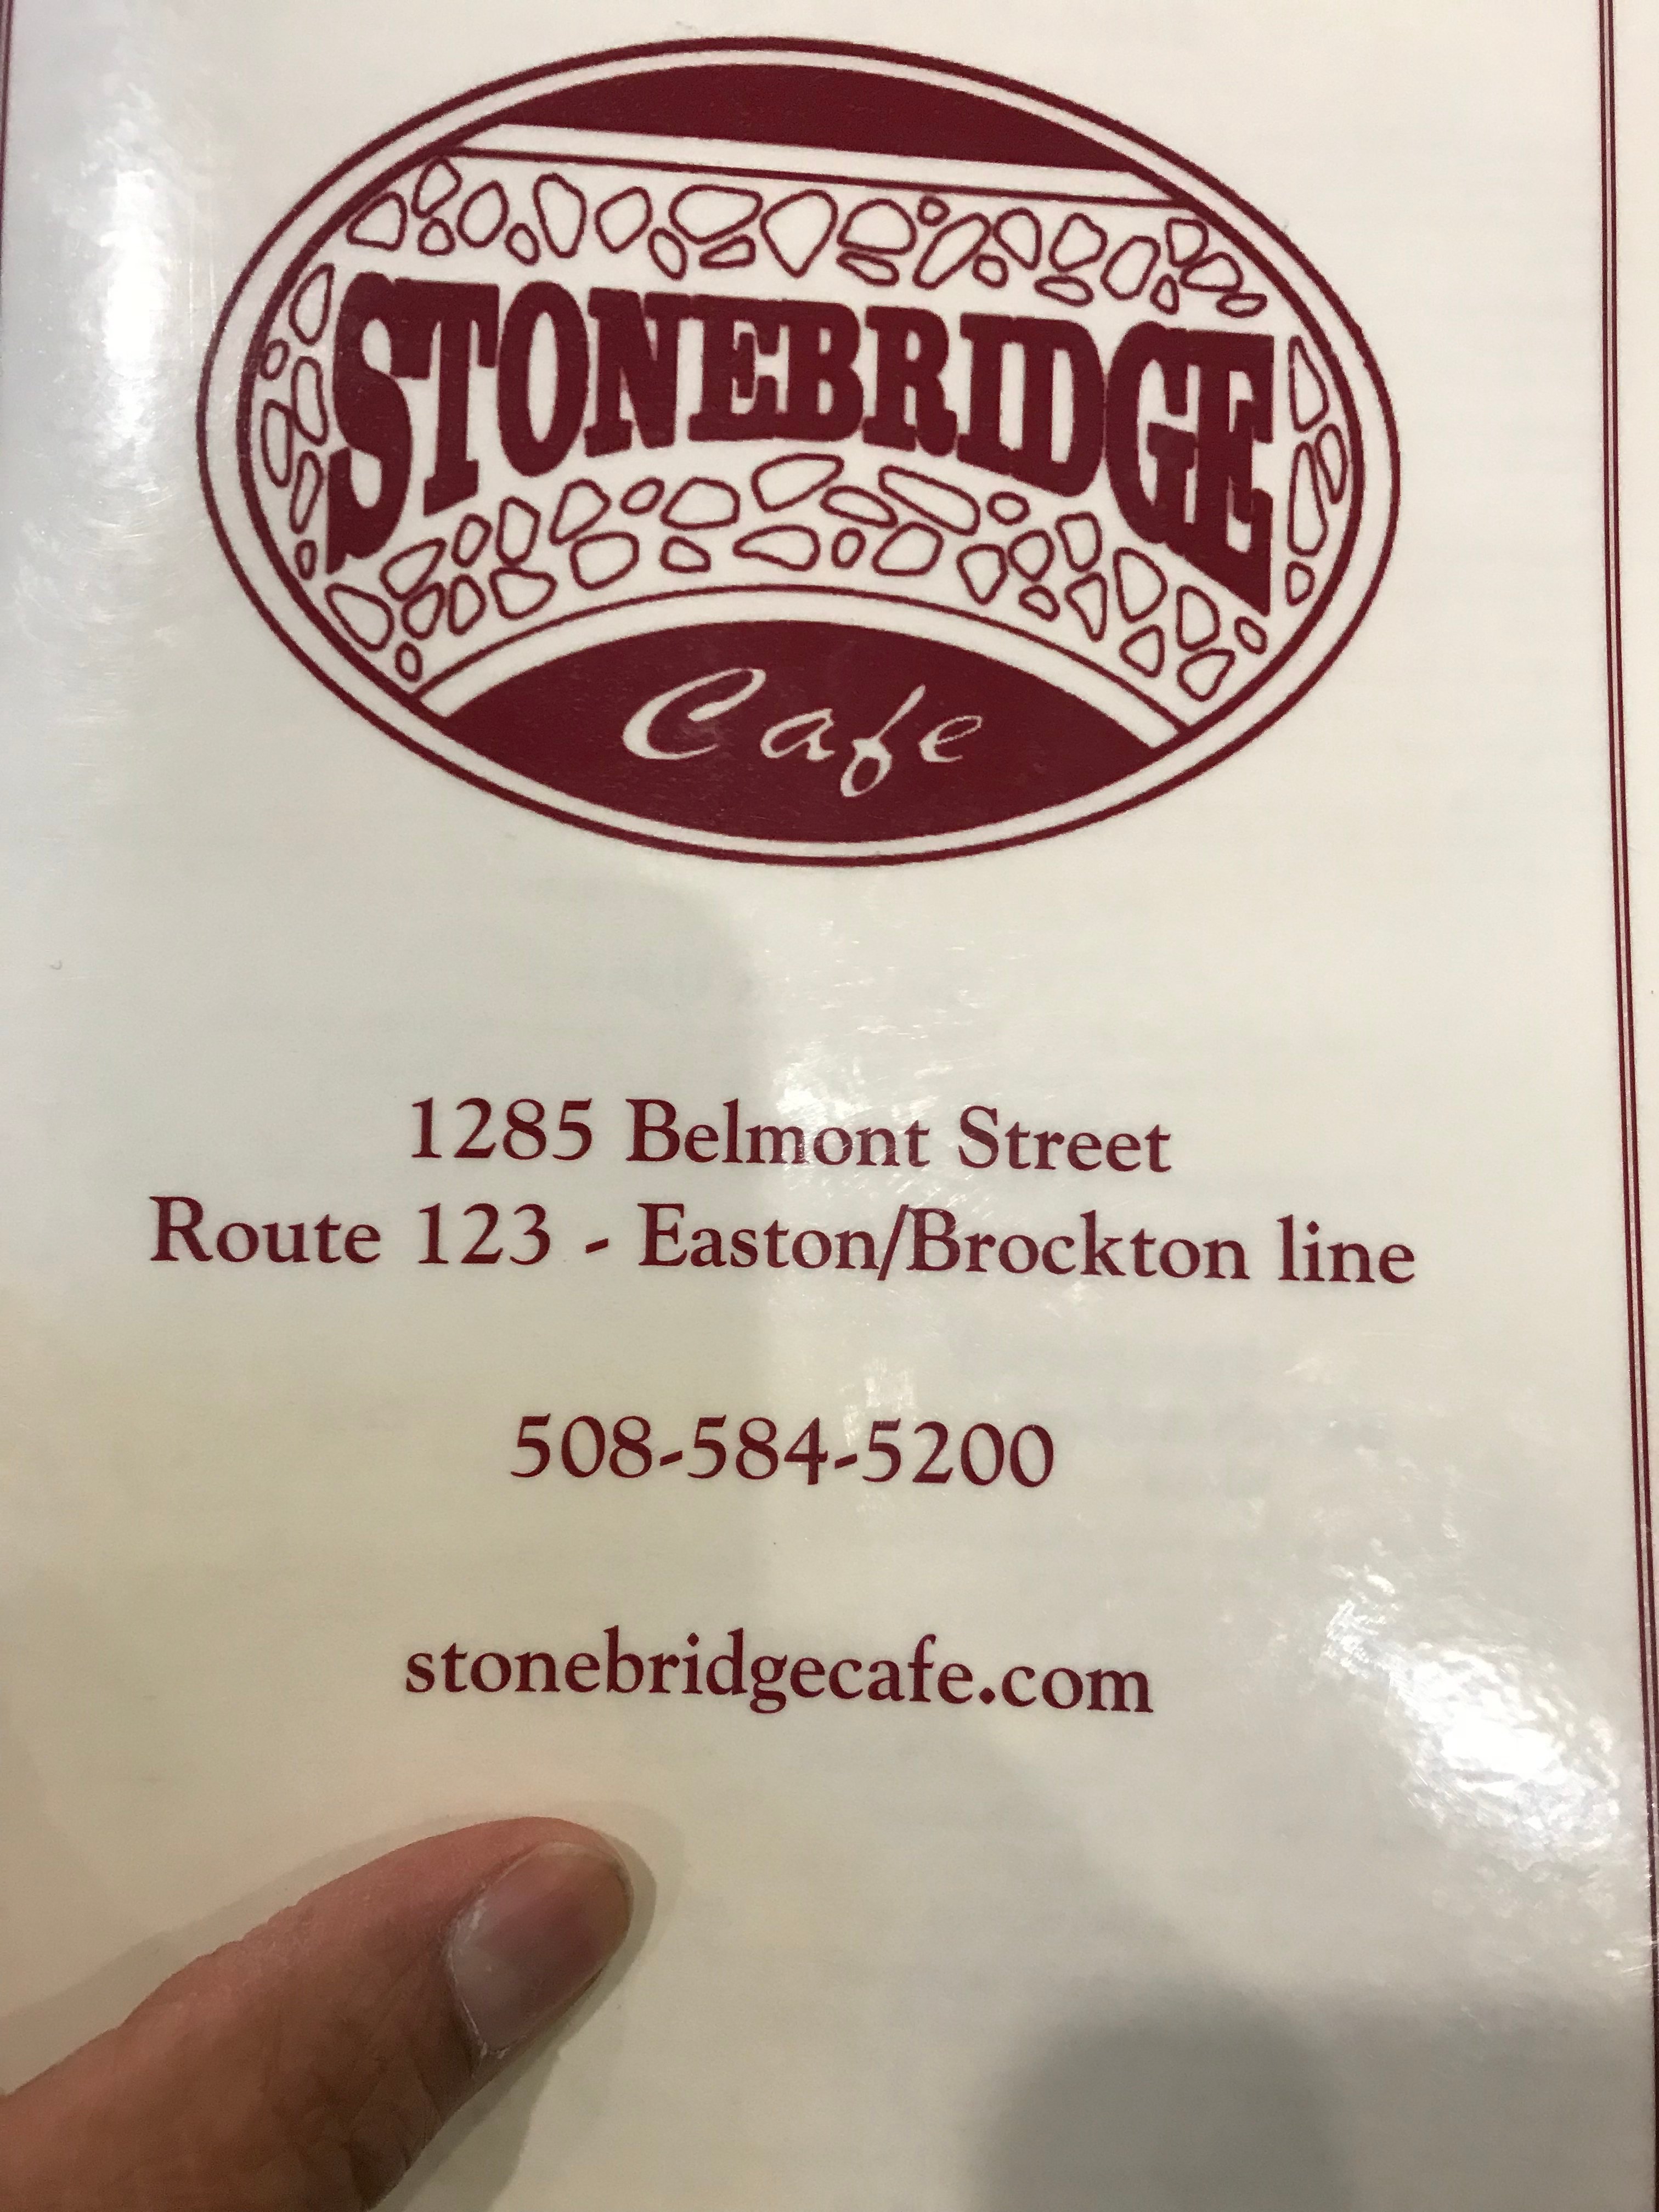 STONEBRIDGE
Cafe
1285 Belmont Street
Route 123 - Easton/Brockton line
508-584-5200
stonebridgecafe.com